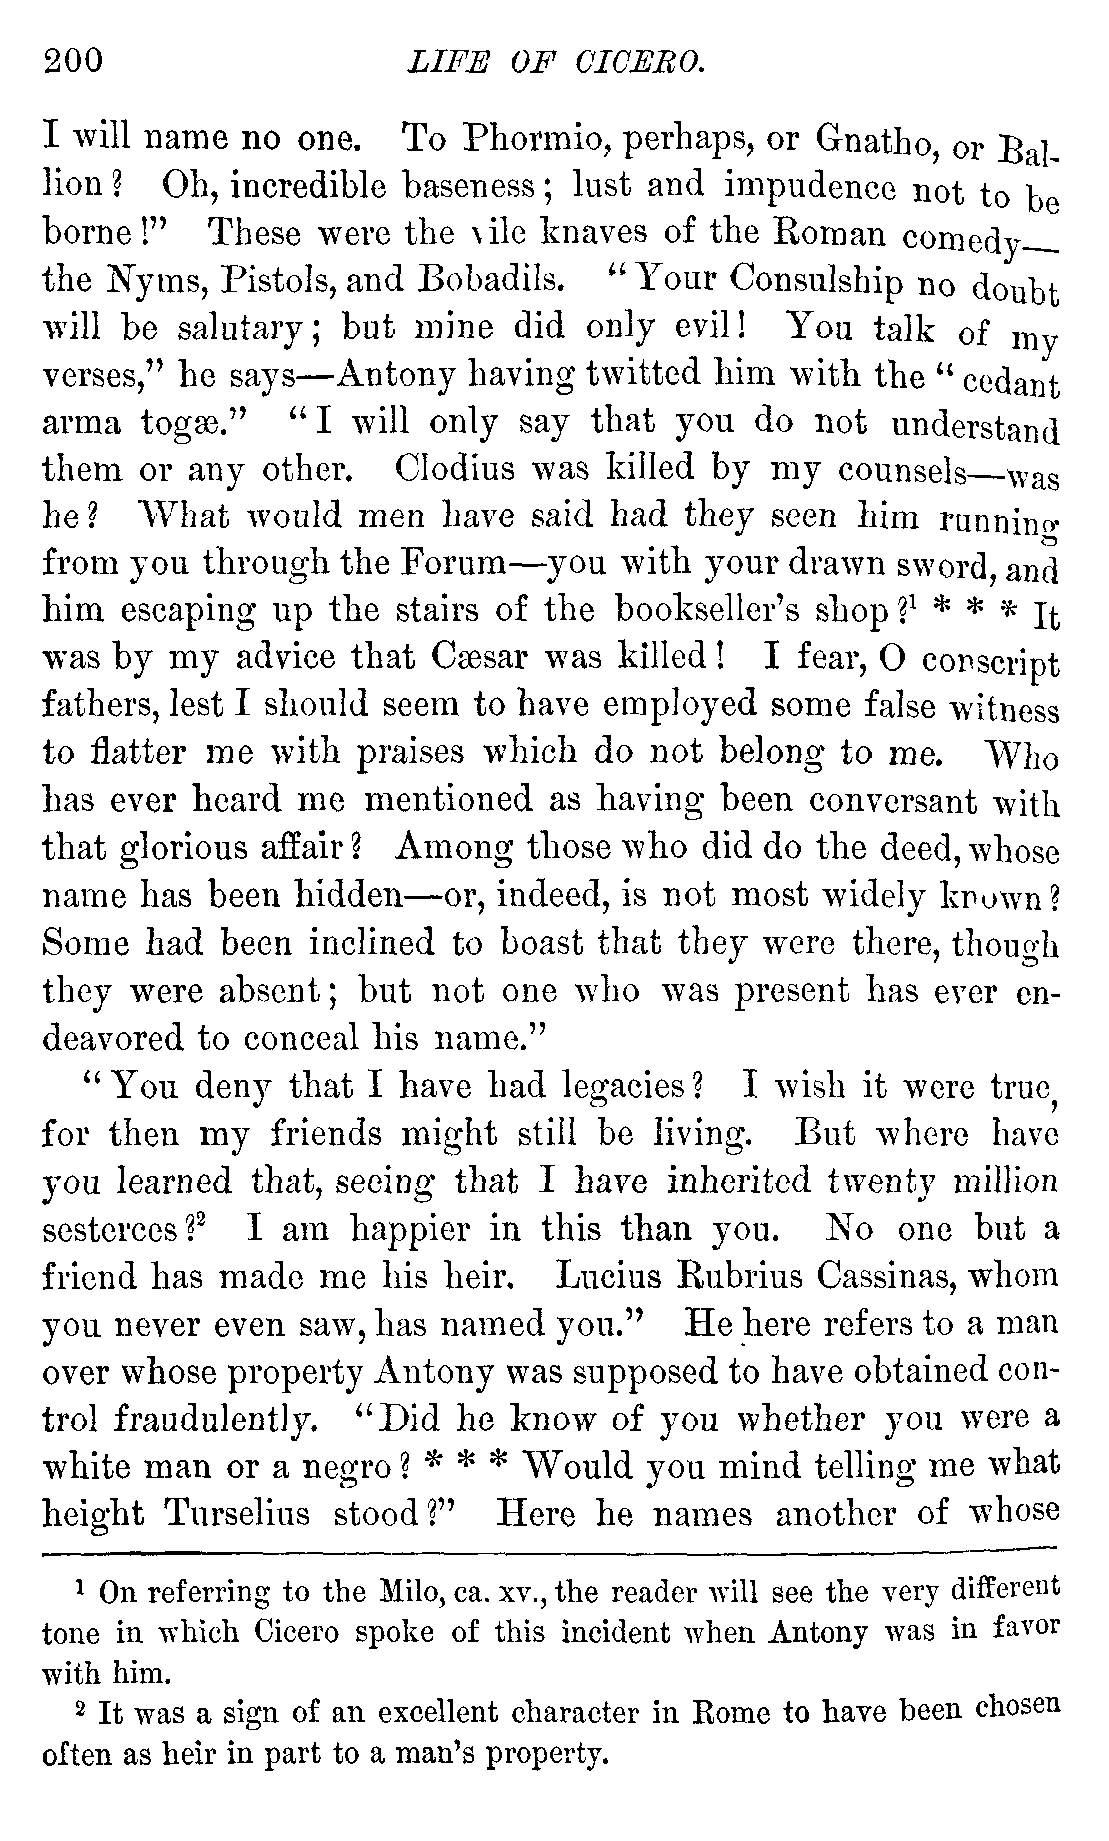 200 LIFE OF CICERO.
I will name no one. To Phormio, perhaps, or Gnatho, or Bal-
lion? Oh, incredible baseness; lust and impudence not to be
borne!” These were the vile knaves of the Roman comedy—
the Nyms, Pistols, and Bobadils. “Your Consulship no doubt
will be salutary; but mine did only evil! You talk of my
verses,” he says—Antony having twitted him with the “cedant
arma togæ.” “I will only say that you do not understand
them or any other. Clodius was killed by my counsels—was
he? What would men have said had they seen him running
from you through the Forum—you with your drawn sword, and
him escaping up the stairs of the bookseller’s shop?¹ * * * It
was by my advice that Cæsar was killed! I fear, O conscript
fathers, lest I should seem to have employed some false witness
to flatter me with praises which do not belong to me. Who
has ever heard me mentioned as having been conversant with
that glorious affair? Among those who did do the deed, whose
name has been hidden—or, indeed, is not most widely known?
Some had been inclined to boast that they were there, though
they were absent; but not one who was present has ever en-
deavored to conceal his name.”
“You deny that I have had legacies? I wish it were true,
for then my friends might still be living. But where have
you learned that, seeing that I have inherited twenty million
sesterces?² I am happier in this than you. No one but a
friend has made me his heir. Lucius Rubrius Cassinas, whom
you never even saw, has named you.” He here refers to a man
over whose property Antony was supposed to have obtained con-
trol fraudulently. “Did he know of you whether you were a
white man or a negro? * * * Would you mind telling me what
height Turselius stood?” Here he names another of whose
¹ On referring to the Milo, ca. xv., the reader will see the very different
tone in which Cicero spoke of this incident when Antony was in favor
with him.
² It was a sign of an excellent character in Rome to have been chosen
often as heir in part to a man’s property.